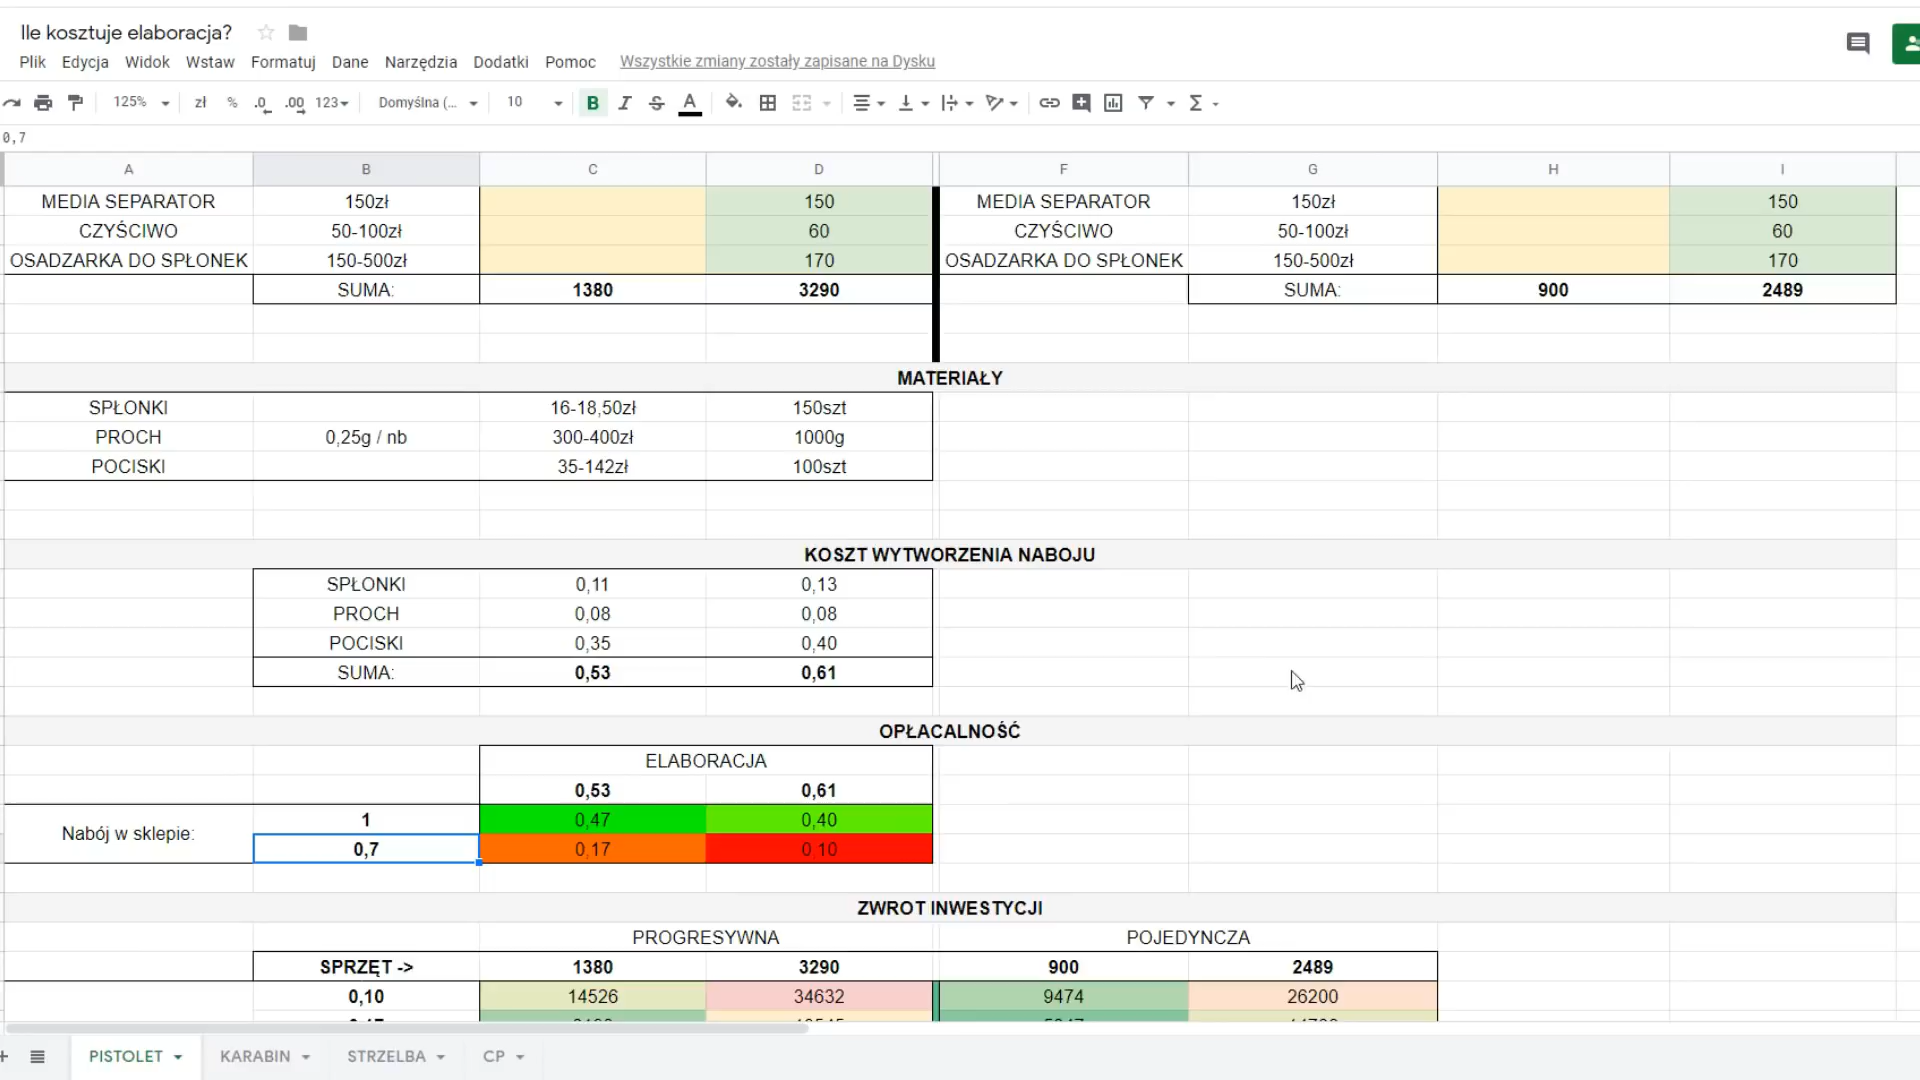 Ile kosztuje elaboracja?
Plik Edycja Widok Wstaw Formatuj Dane Narzędzia Dodatki Pomoc Wszystkie zmiany zostały zapisane na Dysku
125% zł % .0 .00 123 Domyślna (... 10 B I S A Σ
0,7
A B C D F G H I
MEDIA SEPARATOR 150zł 150 MEDIA SEPARATOR 150zł 150
CZYŚCIWO 50-100zł 60 CZYŚCIWO 50-100zł 60
OSADZARKA DO SPŁONEK 150-500zł 170 OSADZARKA DO SPŁONEK 150-500zł 170
SUMA: 1380 3290 SUMA: 900 2489
MATERIAŁY
SPŁONKI 16-18,50zł 150szt
PROCH 0,25g / nb 300-400zł 1000g
POCISKI 35-142zł 100szt
KOSZT WYTWORZENIA NABOJU
SPŁONKI 0,11 0,13
PROCH 0,08 0,08
POCISKI 0,35 0,40
SUMA: 0,53 0,61
OPŁACALNOŚĆ
ELABORACJA
0,53 0,61
Nabój w sklepie: 1 0,47 0,40
0,7 0,17 0,10
ZWROT INWESTYCJI
PROGRESYWNA POJEDYNCZA
SPRZĘT -> 1380 3290 900 2489
0,10 14526 34632 9474 26200
PISTOLET KARABIN STRZELBA CP